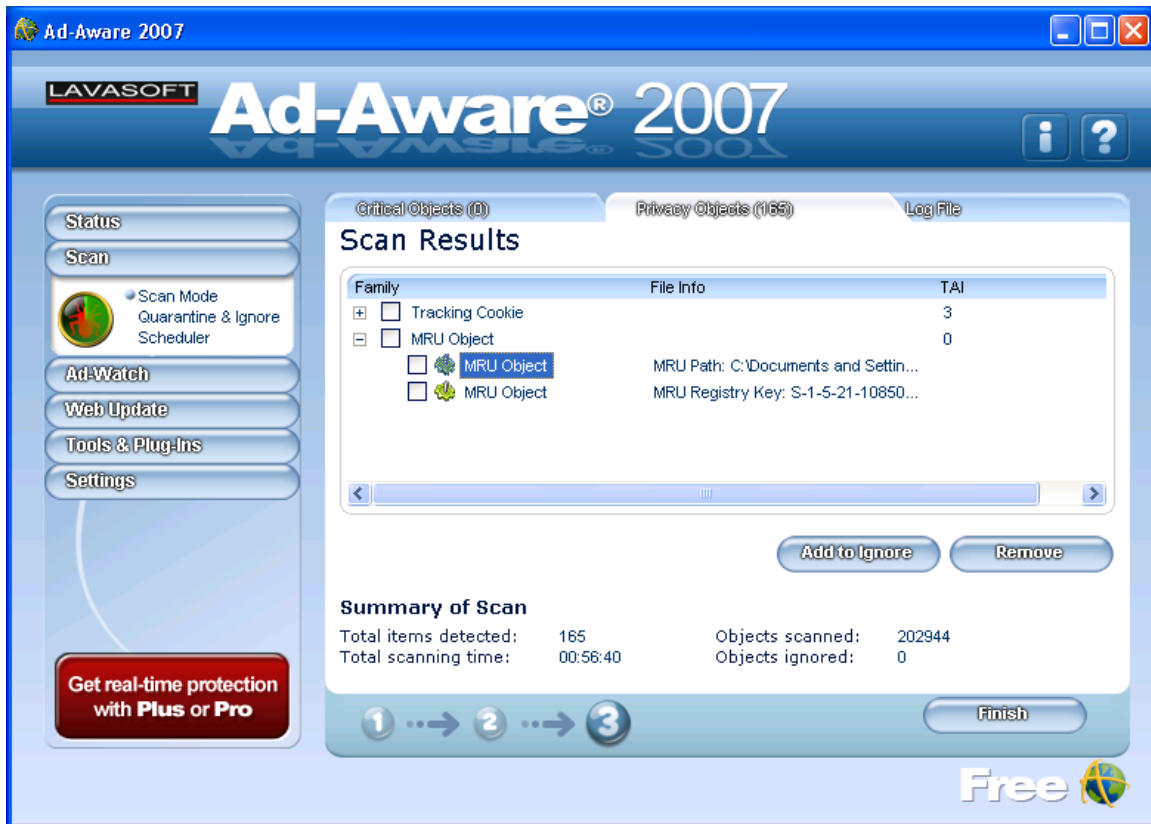 Ad-Aware 2007
LAVASOFT
Ad-Aware® 2007
i ?
Status
Scan
Scan Mode
Quarantine & Ignore
Scheduler
Ad-Watch
Web Update
Tools & Plug-Ins
Settings
Get real-time protection
with Plus or Pro
Critical Objects (0) Privacy Objects (165) Log File
Scan Results
Family File Info TAI
Tracking Cookie 3
MRU Object 0
MRU Object MRU Path: C:\Documents and Settin...
MRU Object MRU Registry Key: S-1-5-21-10850...
Add to Ignore Remove
Summary of Scan
Total items detected: 165 Objects scanned: 202944
Total scanning time: 00:56:40 Objects ignored: 0
1 2 3
Finish
Free